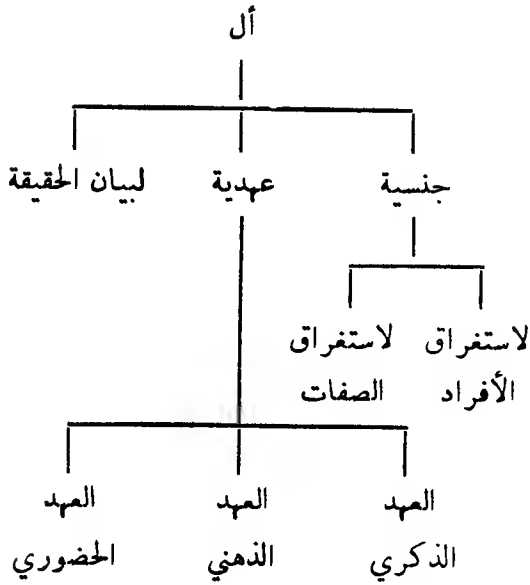 أل
جنسية عهدية لبيان الحقيقة
لاستغراق لاستغراق
الأفراد الصفات
العهد العهد العهد
الذكري الذهني الحضوري